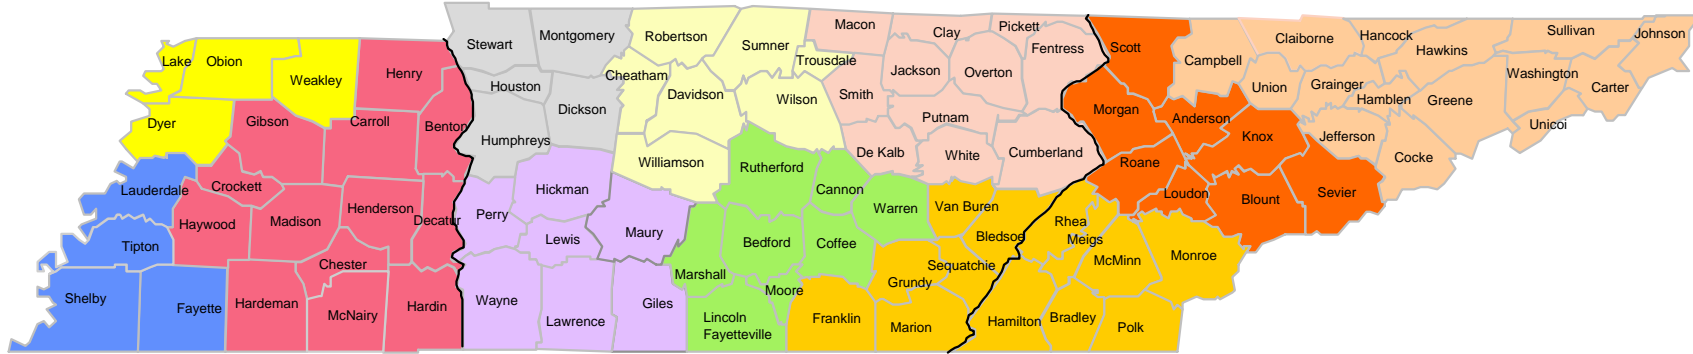 Lake
Obion
Weakley
Henry
Stewart
Montgomery
Robertson
Sumner
Macon
Trousdale
Clay
Pickett
Fentress
Scott
Campbell
Claiborne
Hancock
Hawkins
Sullivan
Johnson
Dyer
Gibson
Carroll
Benton
Houston
Dickson
Humphreys
Cheatham
Davidson
Wilson
Smith
Jackson
Overton
Putnam
De Kalb
White
Cumberland
Morgan
Anderson
Union
Grainger
Hamblen
Greene
Washington
Carter
Unicoi
Knox
Jefferson
Cocke
Lauderdale
Crockett
Haywood
Madison
Henderson
Decatur
Perry
Hickman
Williamson
Rutherford
Cannon
Warren
Van Buren
Bledsoe
Rhea
Meigs
Roane
Loudon
Blount
Sevier
Tipton
Chester
Lewis
Maury
Marshall
Bedford
Coffee
Grundy
Sequatchie
McMinn
Monroe
Shelby
Fayette
Hardeman
McNairy
Hardin
Wayne
Lawrence
Giles
Lincoln
Fayetteville
Moore
Franklin
Marion
Hamilton
Bradley
Polk